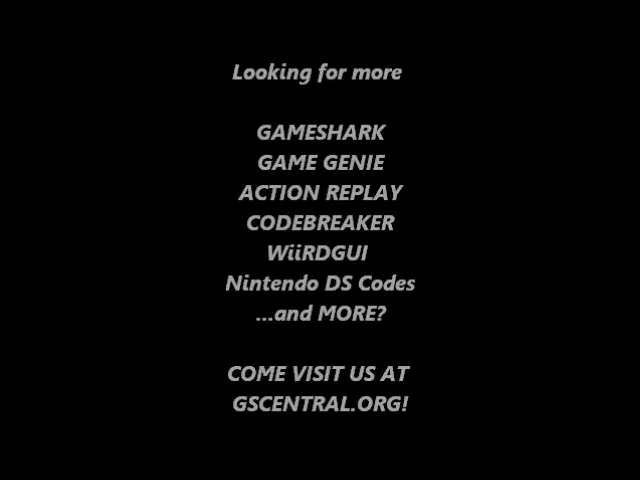 Looking for more
GAMESHARK
GAME GENIE
ACTION REPLAY
CODEBREAKER
WiiRDGUI
Nintendo DS Codes
...and MORE?
COME VISIT US AT
GSCENTRAL.ORG!